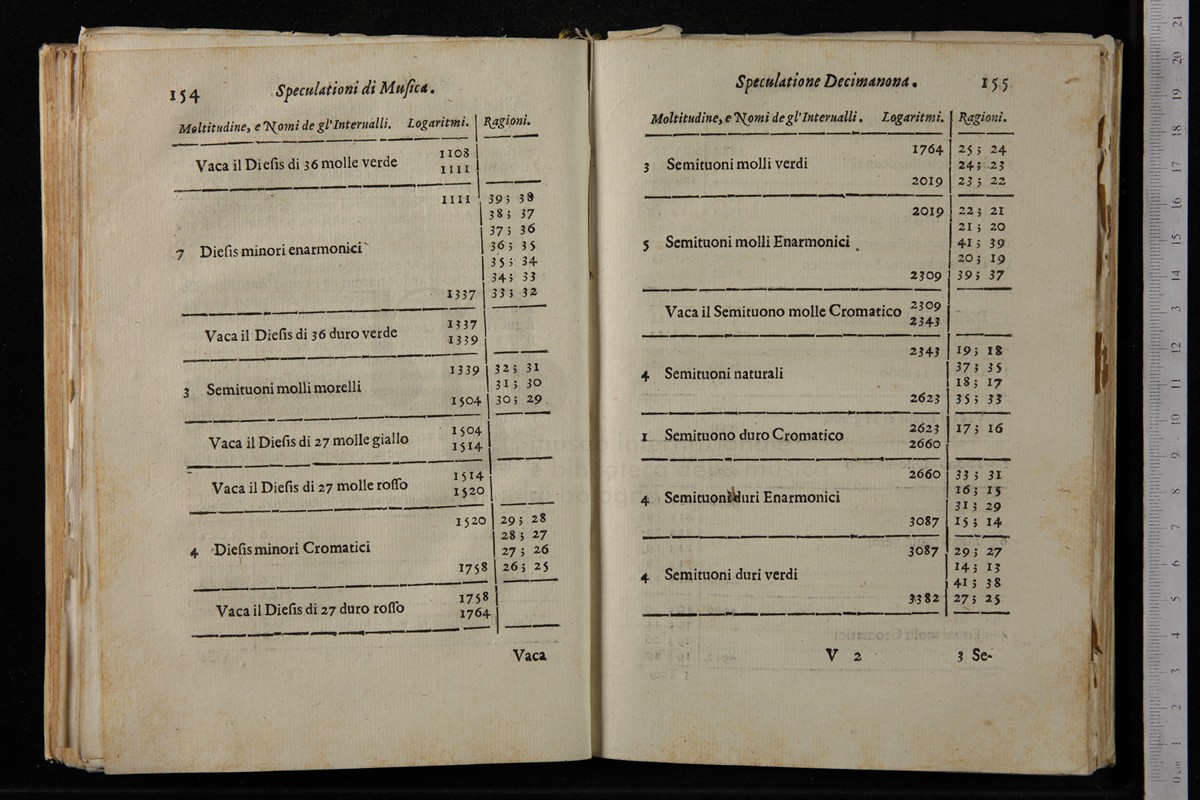 154 Speculationi di Musica.
Moltitudine, e Nomi de gl'Interualli. Logaritmi. Ragioni.
1108
Vaca il Diesis di 36 molle verde
1111
1111 39; 38
38; 37
37; 36
7 Diesis minori enarmonici 36; 35
35; 34
34; 33
1337 33; 32
1337
Vaca il Diesis di 36 duro verde
1339
1339 32; 31
3 Semituoni molli morelli 31; 30
1504 30; 29
1504
Vaca il Diesis di 27 molle giallo
1514
1514
Vaca il Diesis di 27 molle rosso
1520
1520 29; 28
28; 27
4 Diesis minori Cromatici 27; 26
1758 26; 25
1758
Vaca il Diesis di 27 duro rosso
1764
Vaca
Speculatione Decimanona. 155
Moltitudine, e Nomi de gl'Interualli. Logaritmi. Ragioni.
1764 25; 24
3 Semituoni molli verdi 24; 23
2019 23; 22
2019 22; 21
21; 20
5 Semituoni molli Enarmonici. 41; 39
20; 19
2309 39; 37
Vaca il Semituono molle Cromatico 2309
2343
2343 19; 18
4 Semituoni naturali 37; 35
18; 17
2623 35; 33
1 Semituono duro Cromatico 2623 17; 16
2660
2660 33; 31
4 Semituoni duri Enarmonici 16; 15
31; 29
3087 15; 14
3087 29; 27
4 Semituoni duri verdi 14; 13
41; 38
3382 27; 25
V 2 3 Se-